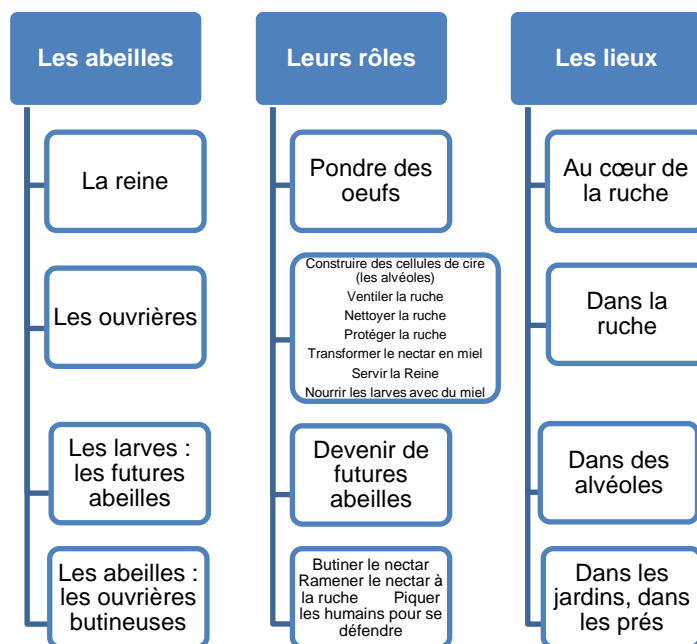 Les abeilles
La reine
Les ouvrières
Les larves :
les futures
abeilles
Les abeilles :
les ouvrières
butineuses
Leurs rôles
Pondre des
oeufs
Construire des cellules de cire
(les alvéoles)
Ventiler la ruche
Nettoyer la ruche
Protéger la ruche
Transformer le nectar en miel
Servir la Reine
Nourrir les larves avec du miel
Devenir de
futures
abeilles
Butiner le nectar
Ramener le nectar à
la ruche Piquer
les humains pour se
défendre
Les lieux
Au cœur de
la ruche
Dans la
ruche
Dans des
alvéoles
Dans les
jardins, dans
les prés